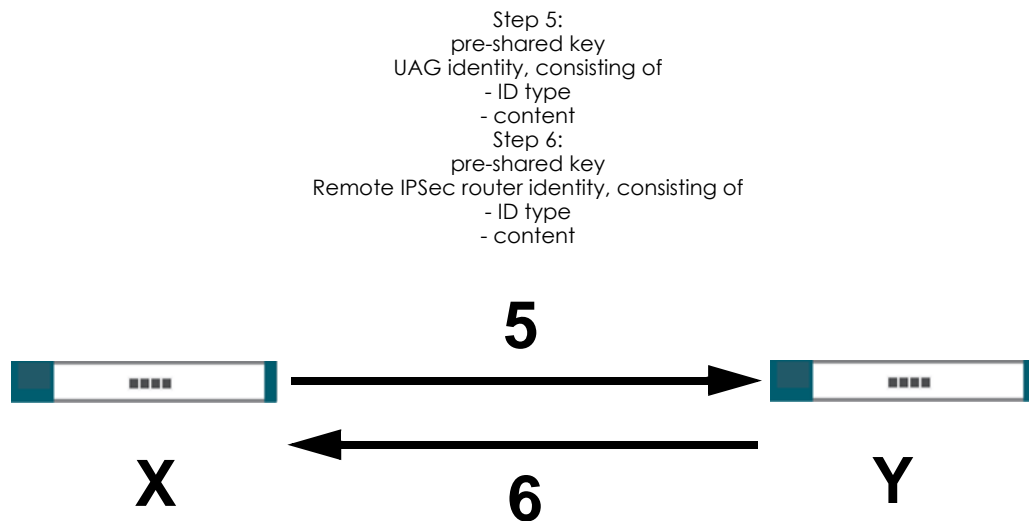 Step 5:
pre-shared key
UAG identity, consisting of
- ID type
- content
Step 6:
pre-shared key
Remote IPSec router identity, consisting of
- ID type
- content
5
X
Y
6